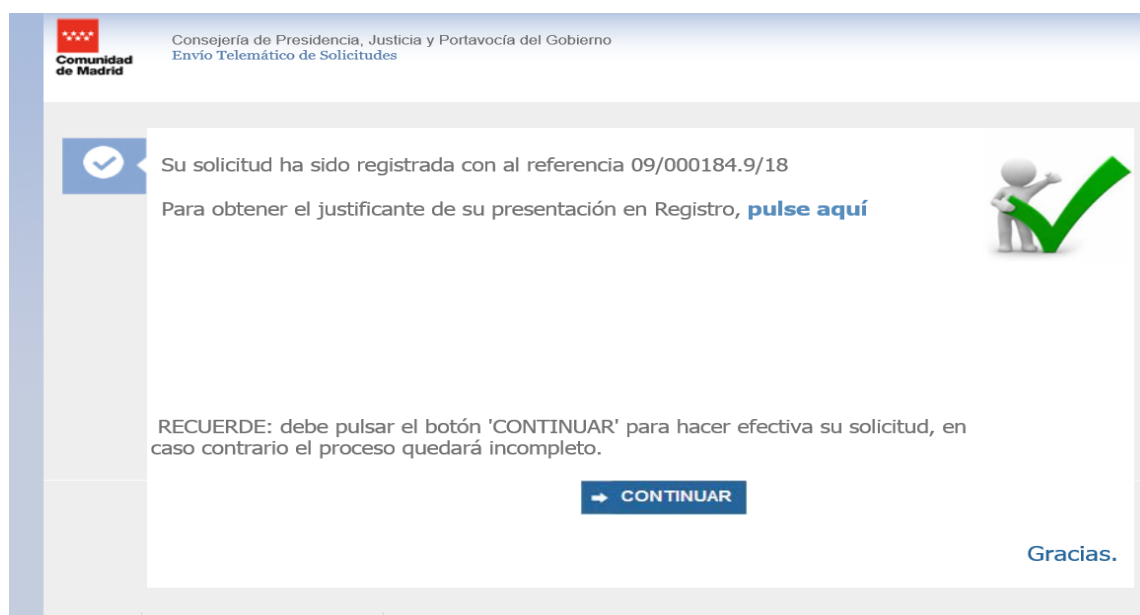 Comunidad
de Madrid
Consejería de Presidencia, Justicia y Portavocía del Gobierno
Envío Telemático de Solicitudes
Su solicitud ha sido registrada con al referencia 09/000184.9/18
Para obtener el justificante de su presentación en Registro, pulse aquí
RECUERDE: debe pulsar el botón 'CONTINUAR' para hacer efectiva su solicitud, en
caso contrario el proceso quedará incompleto.
CONTINUAR
Gracias.